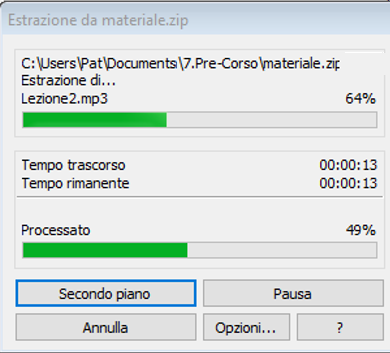 Estrazione da materiale.zip
C:\Users\Pat\Documents\7.Pre-Corso\materiale.zip
Estrazione di...
Lezione2.mp3 64%
Tempo trascorso 00:00:13
Tempo rimanente 00:00:13
Processato 49%
Secondo piano Pausa
Annulla Opzioni... ?